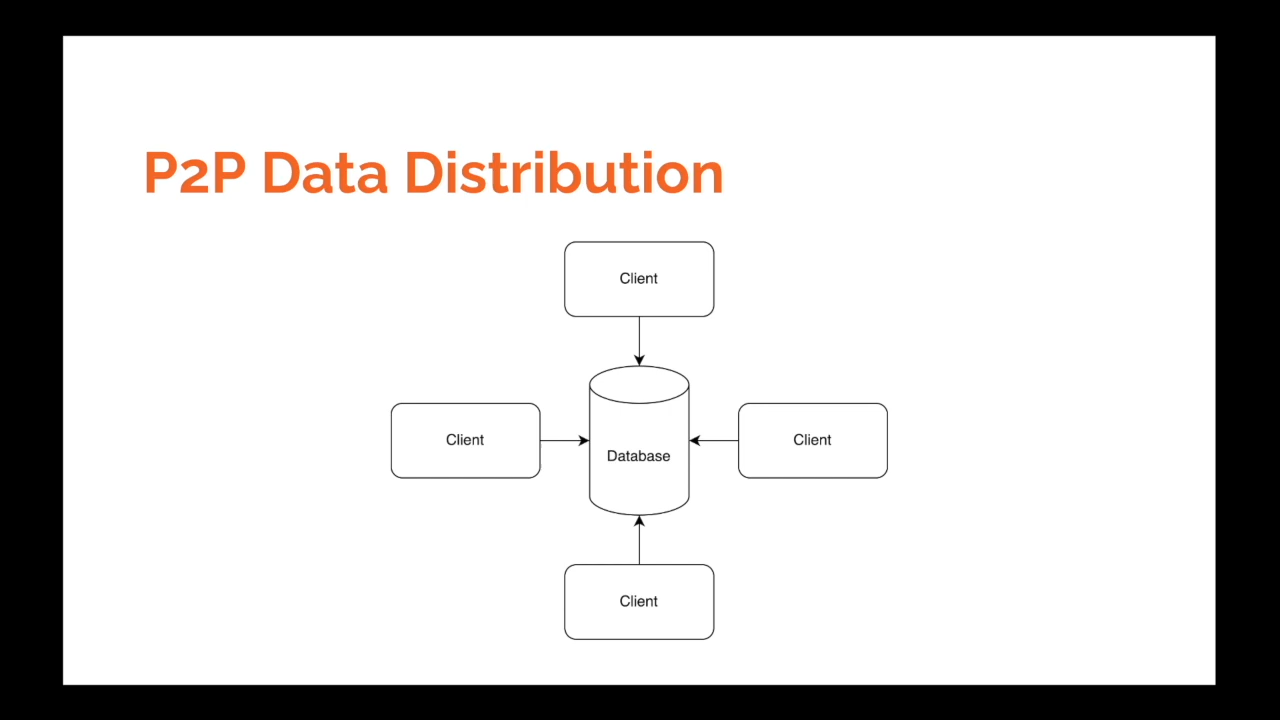 P2P Data Distribution
Client
Client
Database
Client
Client